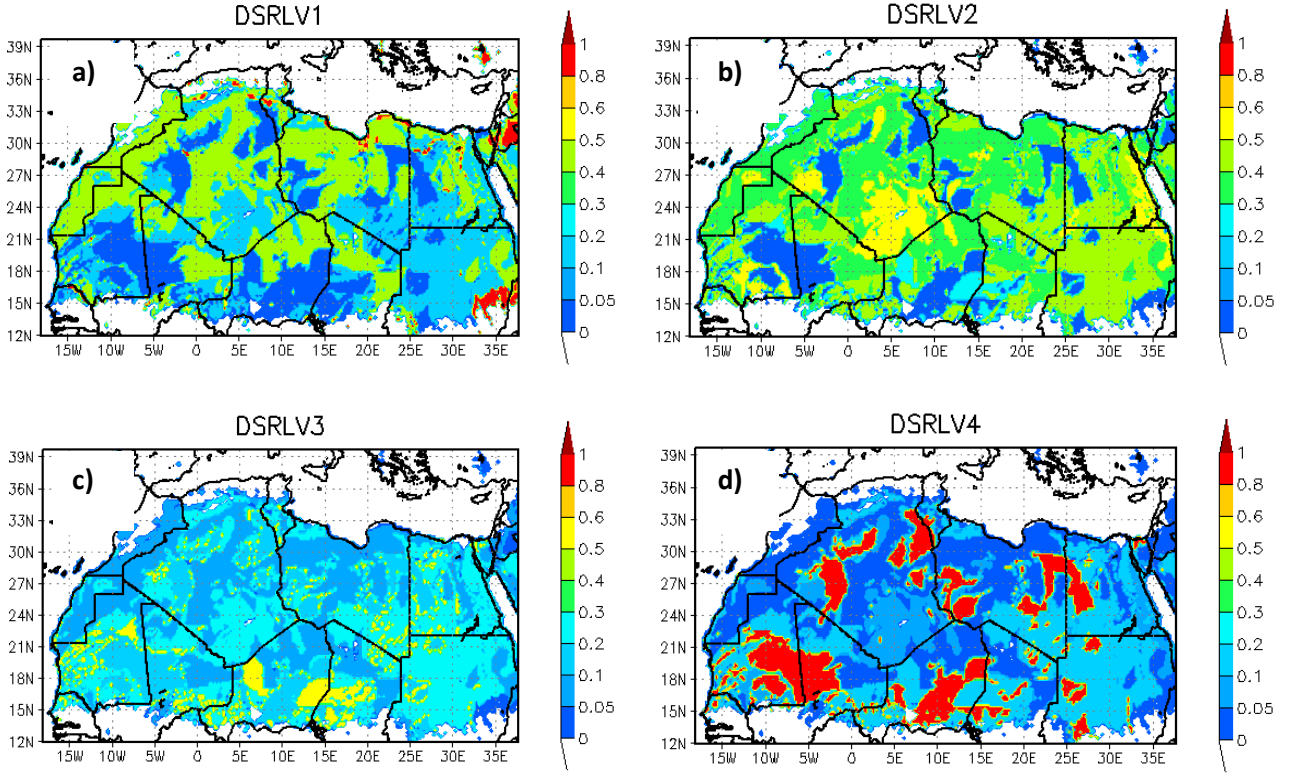 DSRLV1
a)
39N
36N
33N
30N
27N
24N
21N
18N
15N
12N
15W 10W 5W 0 5E 10E 15E 20E 25E 30E 35E
1
0.8
0.6
0.5
0.4
0.3
0.2
0.1
0.05
0
DSRLV2
b)
39N
36N
33N
30N
27N
24N
21N
18N
15N
12N
15W 10W 5W 0 5E 10E 15E 20E 25E 30E 35E
1
0.8
0.6
0.5
0.4
0.3
0.2
0.1
0.05
0
DSRLV3
c)
39N
36N
33N
30N
27N
24N
21N
18N
15N
12N
15W 10W 5W 0 5E 10E 15E 20E 25E 30E 35E
1
0.8
0.6
0.5
0.4
0.3
0.2
0.1
0.05
0
DSRLV4
d)
39N
36N
33N
30N
27N
24N
21N
18N
15N
12N
15W 10W 5W 0 5E 10E 15E 20E 25E 30E 35E
1
0.8
0.6
0.5
0.4
0.3
0.2
0.1
0.05
0